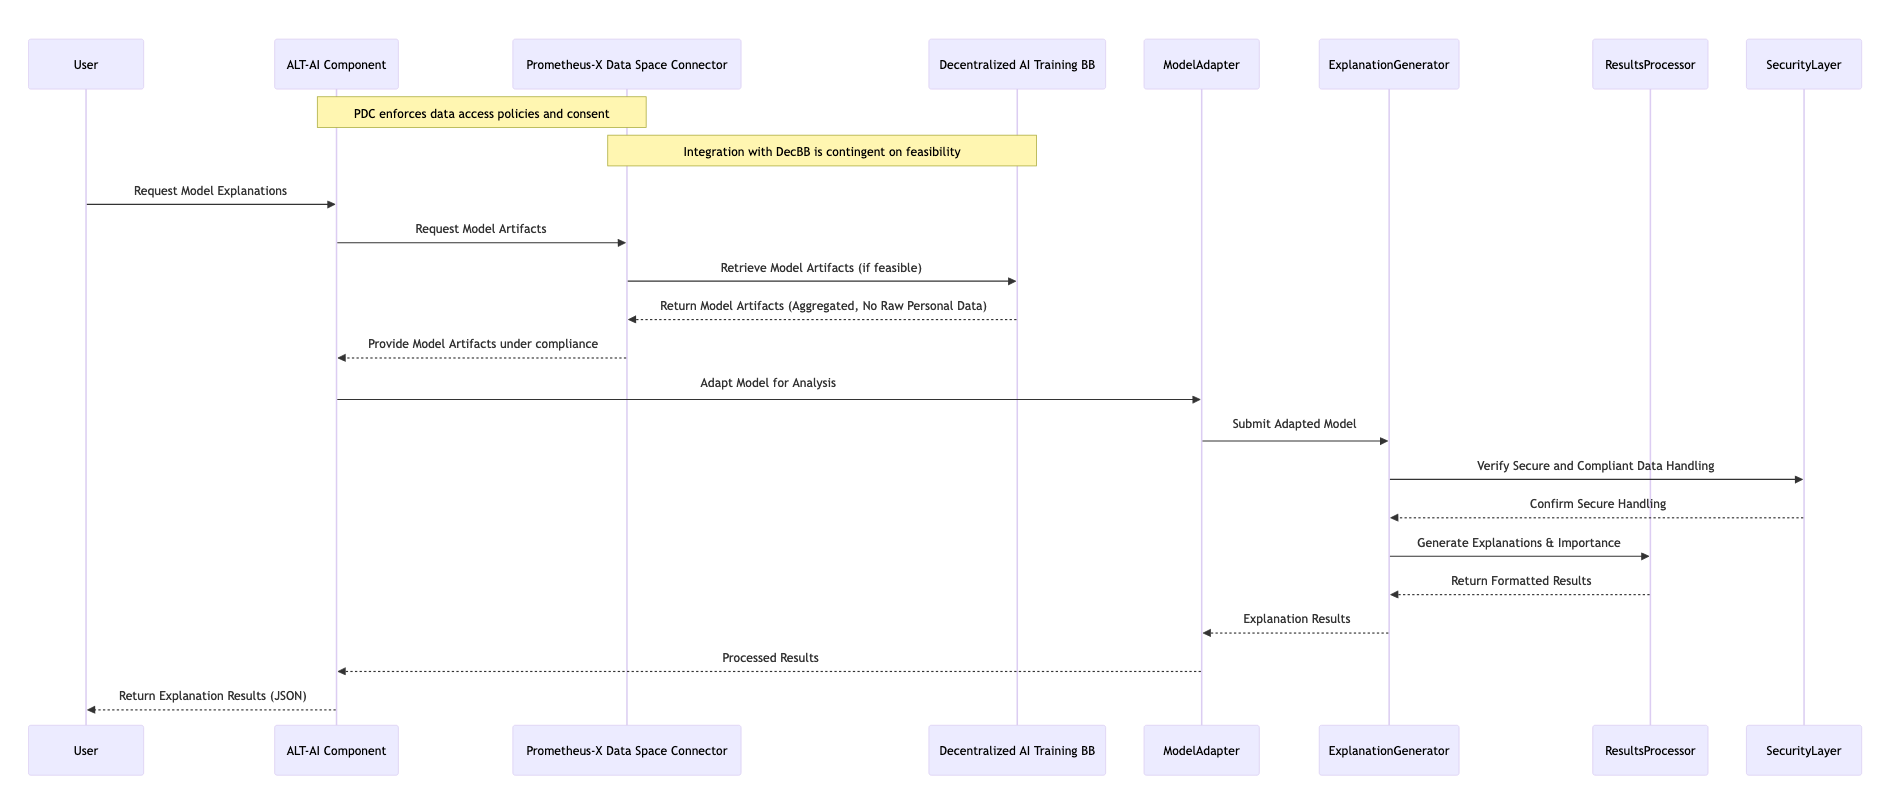 User
ALT-AI Component
Prometheus-X Data Space Connector
Decentralized AI Training BB
ModelAdapter
ExplanationGenerator
ResultsProcessor
SecurityLayer
PDC enforces data access policies and consent
Integration with DecBB is contingent on feasibility
Request Model Explanations
Request Model Artifacts
Retrieve Model Artifacts (if feasible)
Return Model Artifacts (Aggregated, No Raw Personal Data)
Provide Model Artifacts under compliance
Adapt Model for Analysis
Submit Adapted Model
Verify Secure and Compliant Data Handling
Confirm Secure Handling
Generate Explanations & Importance
Return Formatted Results
Explanation Results
Processed Results
Return Explanation Results (JSON)
User
ALT-AI Component
Prometheus-X Data Space Connector
Decentralized AI Training BB
ModelAdapter
ExplanationGenerator
ResultsProcessor
SecurityLayer